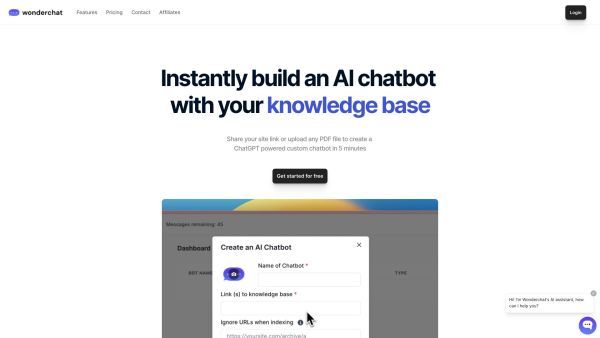 wonderchat Features Pricing Contact Affiliates Login
Instantly build an AI chatbot
with your knowledge base
Share your site link or upload any PDF file to create a
ChatGPT powered custom chatbot in 5 minutes
Get started for free
Messages remaining: 45
Dashboard
Create an AI Chatbot
BOT NAME
TYPE
Name of Chatbot *
Link (s) to knowledge base *
Ignore URLs when indexing
https://yoursite.com/archive/a
Hi! I'm Wonderchat's AI assistant, how
can I help you?